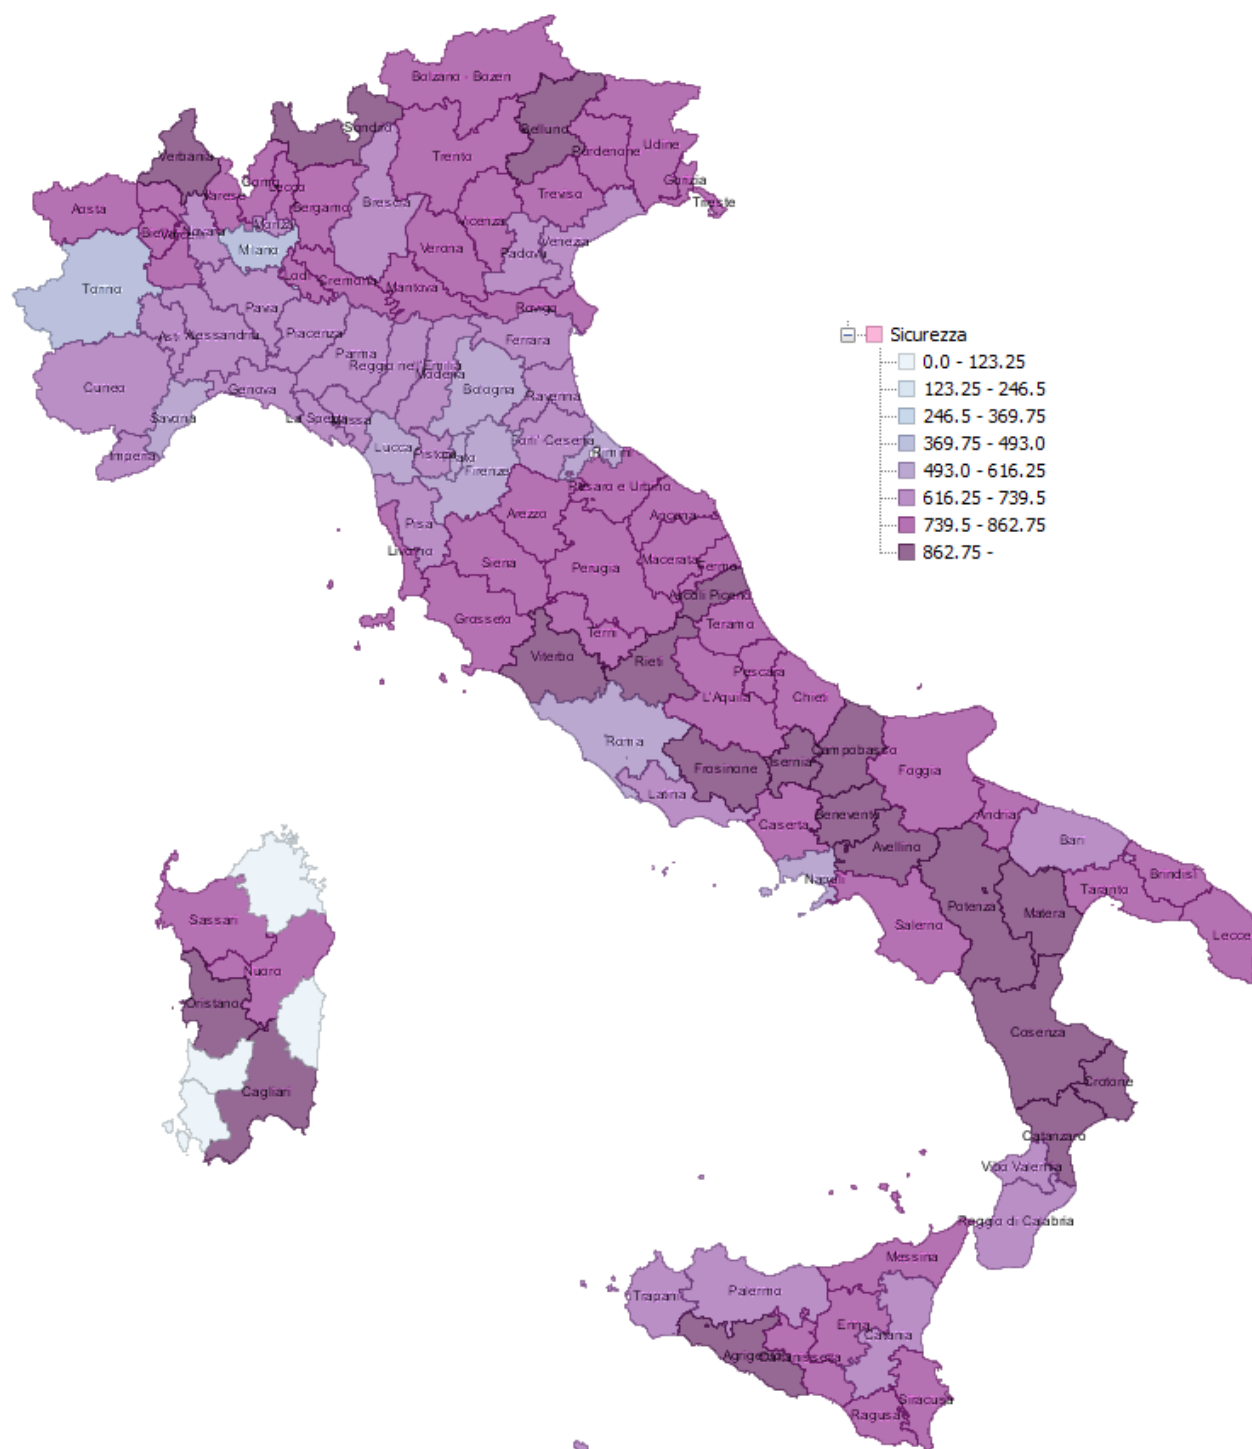 Bolzano - Bozen
Sondrio
Belluno
Verbania
Trento
Pordenone
Udine
Como
Lecco
Gorizia
Aosta
Varese
Bergamo
Brescia
Treviso
Trieste
Vicenza
Novara
Monza
Milano
Verona
Padova
Venezia
Torino
Lodi
Cremona
Mantova
Rovigo
Pavia
Asti
Alessandria
Piacenza
Ferrara
Parma
Reggio nell'Emilia
Modena
Cuneo
Genova
Bologna
Ravenna
Savona
La Spezia
Massa
Imperia
Lucca
Pistoia
Prato
Forli'-Cesena
Rimini
Firenze
Pesaro e Urbino
Pisa
Arezzo
Ancona
Livorno
Siena
Perugia
Macerata
Fermo
Ascoli Piceno
Grosseto
Terni
Teramo
Viterbo
Rieti
Pescara
L'Aquila
Chieti
Roma
Frosinone
Isernia
Campobasso
Foggia
Latina
Caserta
Benevento
Andria
Bari
Avellino
Napoli
Brindisi
Taranto
Potenza
Matera
Salerno
Lecce
Sassari
Nuoro
Oristano
Cagliari
Cosenza
Crotone
Catanzaro
Vibo Valentia
Reggio di Calabria
Messina
Trapani
Palermo
Enna
Catania
Agrigento
Caltanissetta
Siracusa
Ragusa
Sicurezza
0.0 - 123.25
123.25 - 246.5
246.5 - 369.75
369.75 - 493.0
493.0 - 616.25
616.25 - 739.5
739.5 - 862.75
862.75 -